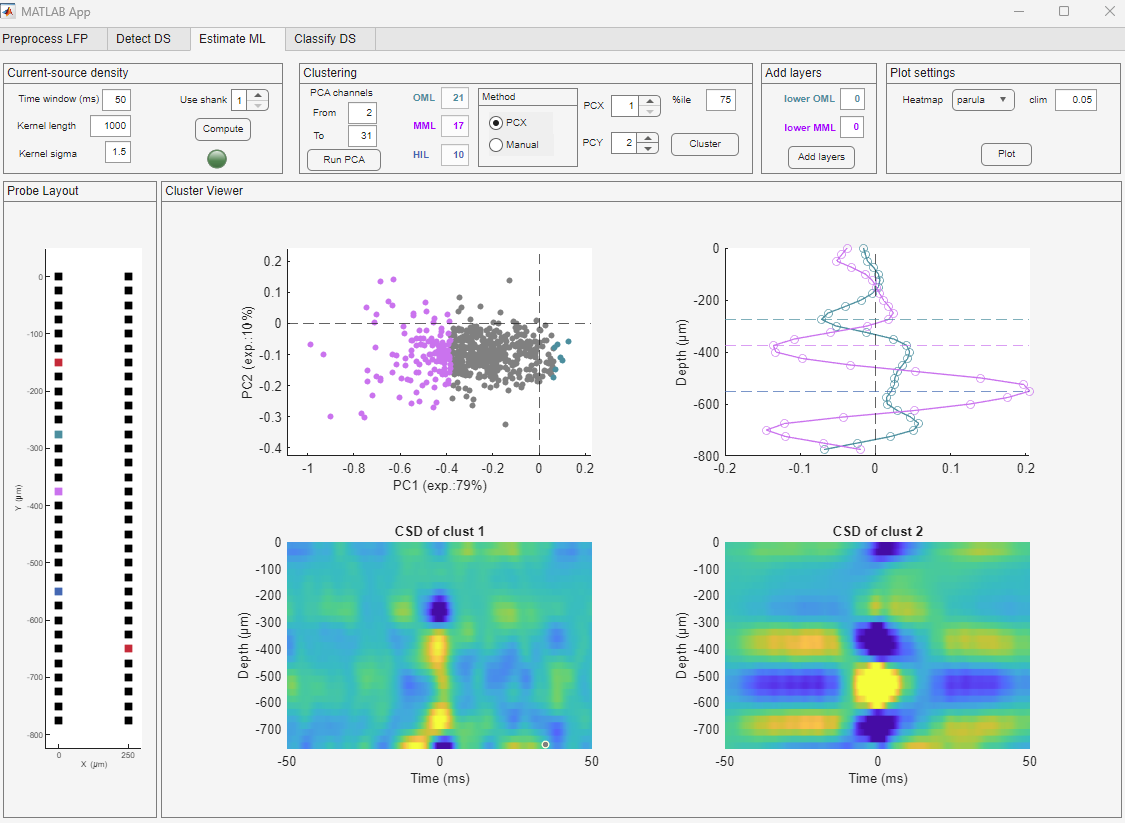 MATLAB App
Preprocess LFP Detect DS Estimate ML Classify DS
Current-source density
Time window (ms) 50 Use shank 1
Kernel length 1000 Compute
Kernel sigma 1.5
Clustering
PCA channels
From 2
To 31
Run PCA
OML 21
MML 17
HIL 10
Method
PCX
Manual
PCX 1 %ile 75
PCY 2 Cluster
Add layers
lower OML 0
lower MML 0
Add layers
Plot settings
Heatmap parula clim 0.05
Plot
Probe Layout
0
-100
-200
-300
-400
-500
-600
-700
-800
Y (µm)
0 250
X (µm)
Cluster Viewer
0.2
0.1
0
-0.1
-0.2
-0.3
-0.4
PC2 (exp.:10%)
-1 -0.8 -0.6 -0.4 -0.2 0 0.2
PC1 (exp.:79%)
0
-200
-400
-600
-800
Depth (µm)
-0.2 -0.1 0 0.1 0.2
CSD of clust 1
0
-100
-200
-300
-400
-500
-600
-700
Depth (µm)
-50 0 50
Time (ms)
CSD of clust 2
0
-100
-200
-300
-400
-500
-600
-700
Depth (µm)
-50 0 50
Time (ms)